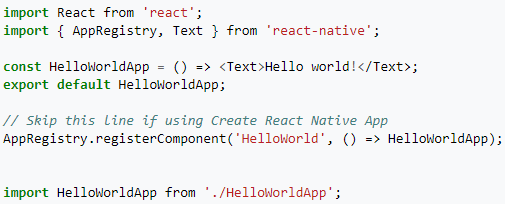 import React from 'react';
import { AppRegistry, Text } from 'react-native';
const HelloWorldApp = () => <Text>Hello world!</Text>;
export default HelloWorldApp;
// Skip this line if using Create React Native App
AppRegistry.registerComponent('HelloWorld', () => HelloWorldApp);
import HelloWorldApp from './HelloWorldApp';